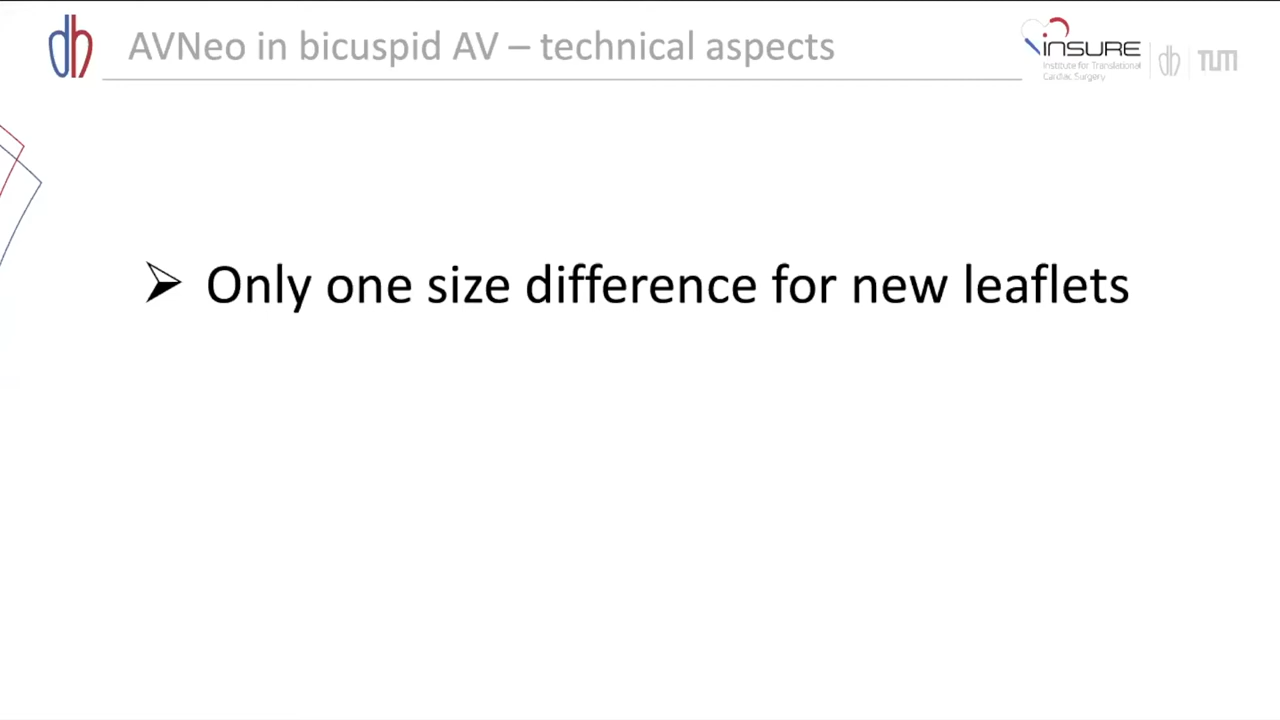 AVNeo in bicuspid AV – technical aspects
INSURE
Institute for Translational
Cardiac Surgery
TUM
Only one size difference for new leaflets